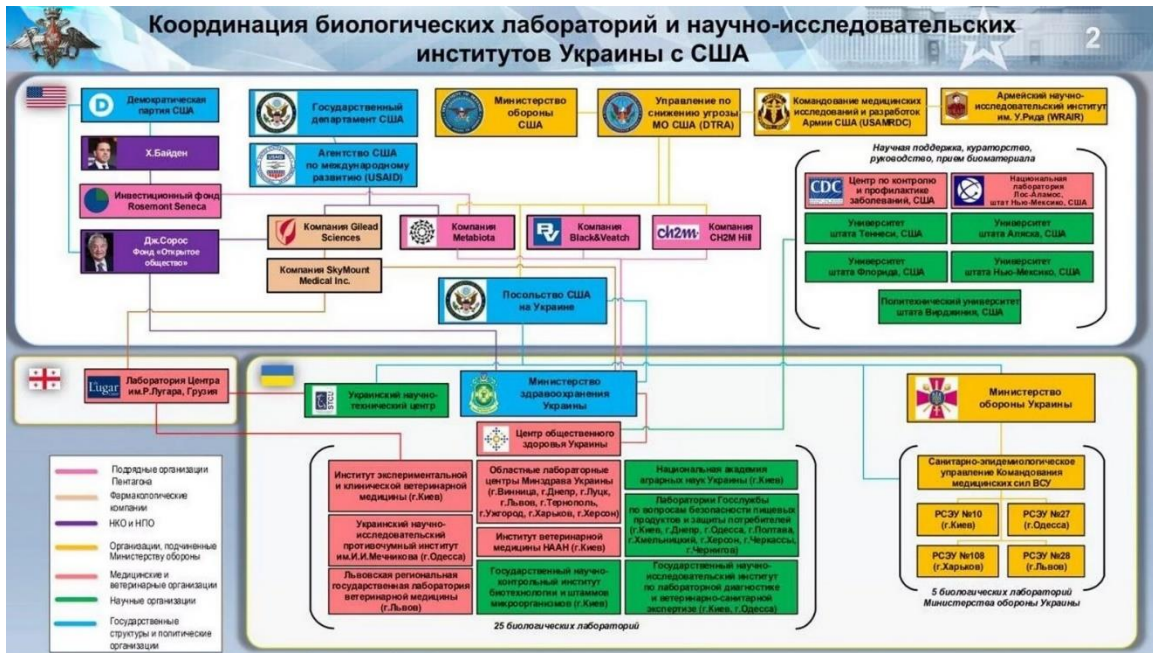 Координация биологических лабораторий и научно-исследовательских
институтов Украины с США
2
Демократическая
партия США
Х.Байден
Инвестиционный фонд
Rosemont Seneca
Дж.Сорос
Фонд «Открытое
общество»
Государственный
департамент США
Агентство США
по международному
развитию (USAID)
USAID
Министерство
обороны
США
Управление по
снижению угрозы
МО США (DTRA)
Командование медицинских
исследований и разработок
Армии США (USAMRDC)
Армейский научно-
исследовательский институт
им. У.Рида (WRAIR)
Компания Gilead
Sciences
Компания SkyMount
Medical Inc.
Компания
Metabiota
Компания
Black&Veatch
ch2m
Компания
CH2M Hill
Посольство США
на Украине
Научная поддержка, кураторство,
руководство, прием биоматериала
CDC
Центр по контролю
и профилактике
заболеваний, США
Национальная
лаборатория
Лос-Аламос,
штат Нью-Мексико, США
Университет
штата Теннеси, США
Университет
штата Аляска, США
Университет
штата Флорида, США
Университет
штата Нью-Мексико, США
Политехнический университет
штата Вирджиния, США
Lugar
Лаборатория Центра
им.Р.Лугара, Грузия
STCU
Украинский научно-
технический центр
Министерство
здравоохранения
Украины
Центр общественного
здоровья Украины
Министерство
обороны Украины
Институт экспериментальной
и клинической ветеринарной
медицины (г.Киев)
Украинский научно-
исследовательский
противочумный институт
им.И.И.Мечникова (г.Одесса)
Львовская региональная
государственная лаборатория
ветеринарной медицины
(г.Львов)
Областные лабораторные
центры Минздрава Украины
(г.Винница, г.Днепр, г.Луцк,
г.Львов, г.Тернополь,
г.Ужгород, г.Харьков, г.Херсон)
Институт ветеринарной
медицины НААН (г.Киев)
Государственный научно-
контрольный институт
биотехнологии и штаммов
микроорганизмов (г.Киев)
Национальная академия
аграрных наук Украины (г.Киев)
Лаборатории Госслужбы
по вопросам безопасности пищевых
продуктов и защиты потребителей
(г.Киев, г.Днепр, г.Одесса, г.Полтава,
г.Хмельницкий, г.Херсон, г.Черкассы,
г.Чернигов)
Государственный научно-
исследовательский институт
по лабораторной диагностике
и ветеринарно-санитарной
экспертизе (г.Киев, г.Одесса)
25 биологических лабораторий
Санитарно-эпидемиологическое
управление Командования
медицинских сил ВСУ
РСЭУ №10
(г.Киев)
РСЭУ №27
(г.Одесса)
РСЭУ №108
(г.Харьков)
РСЭУ №28
(г.Львов)
5 биологических лабораторий
Министерства обороны Украины
Подрядные организации
Пентагона
Фармакологические
компании
НКО и НПО
Организации, подчиненные
Министерству обороны
Медицинские и
ветеринарные организации
Научные организации
Государственные
структуры и политические
организации